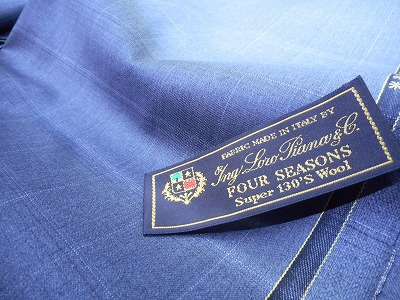 FABRIC MADE IN ITALY BY
Ing. Loro Piana & C.
FOUR SEASONS
Super 130'S Wool